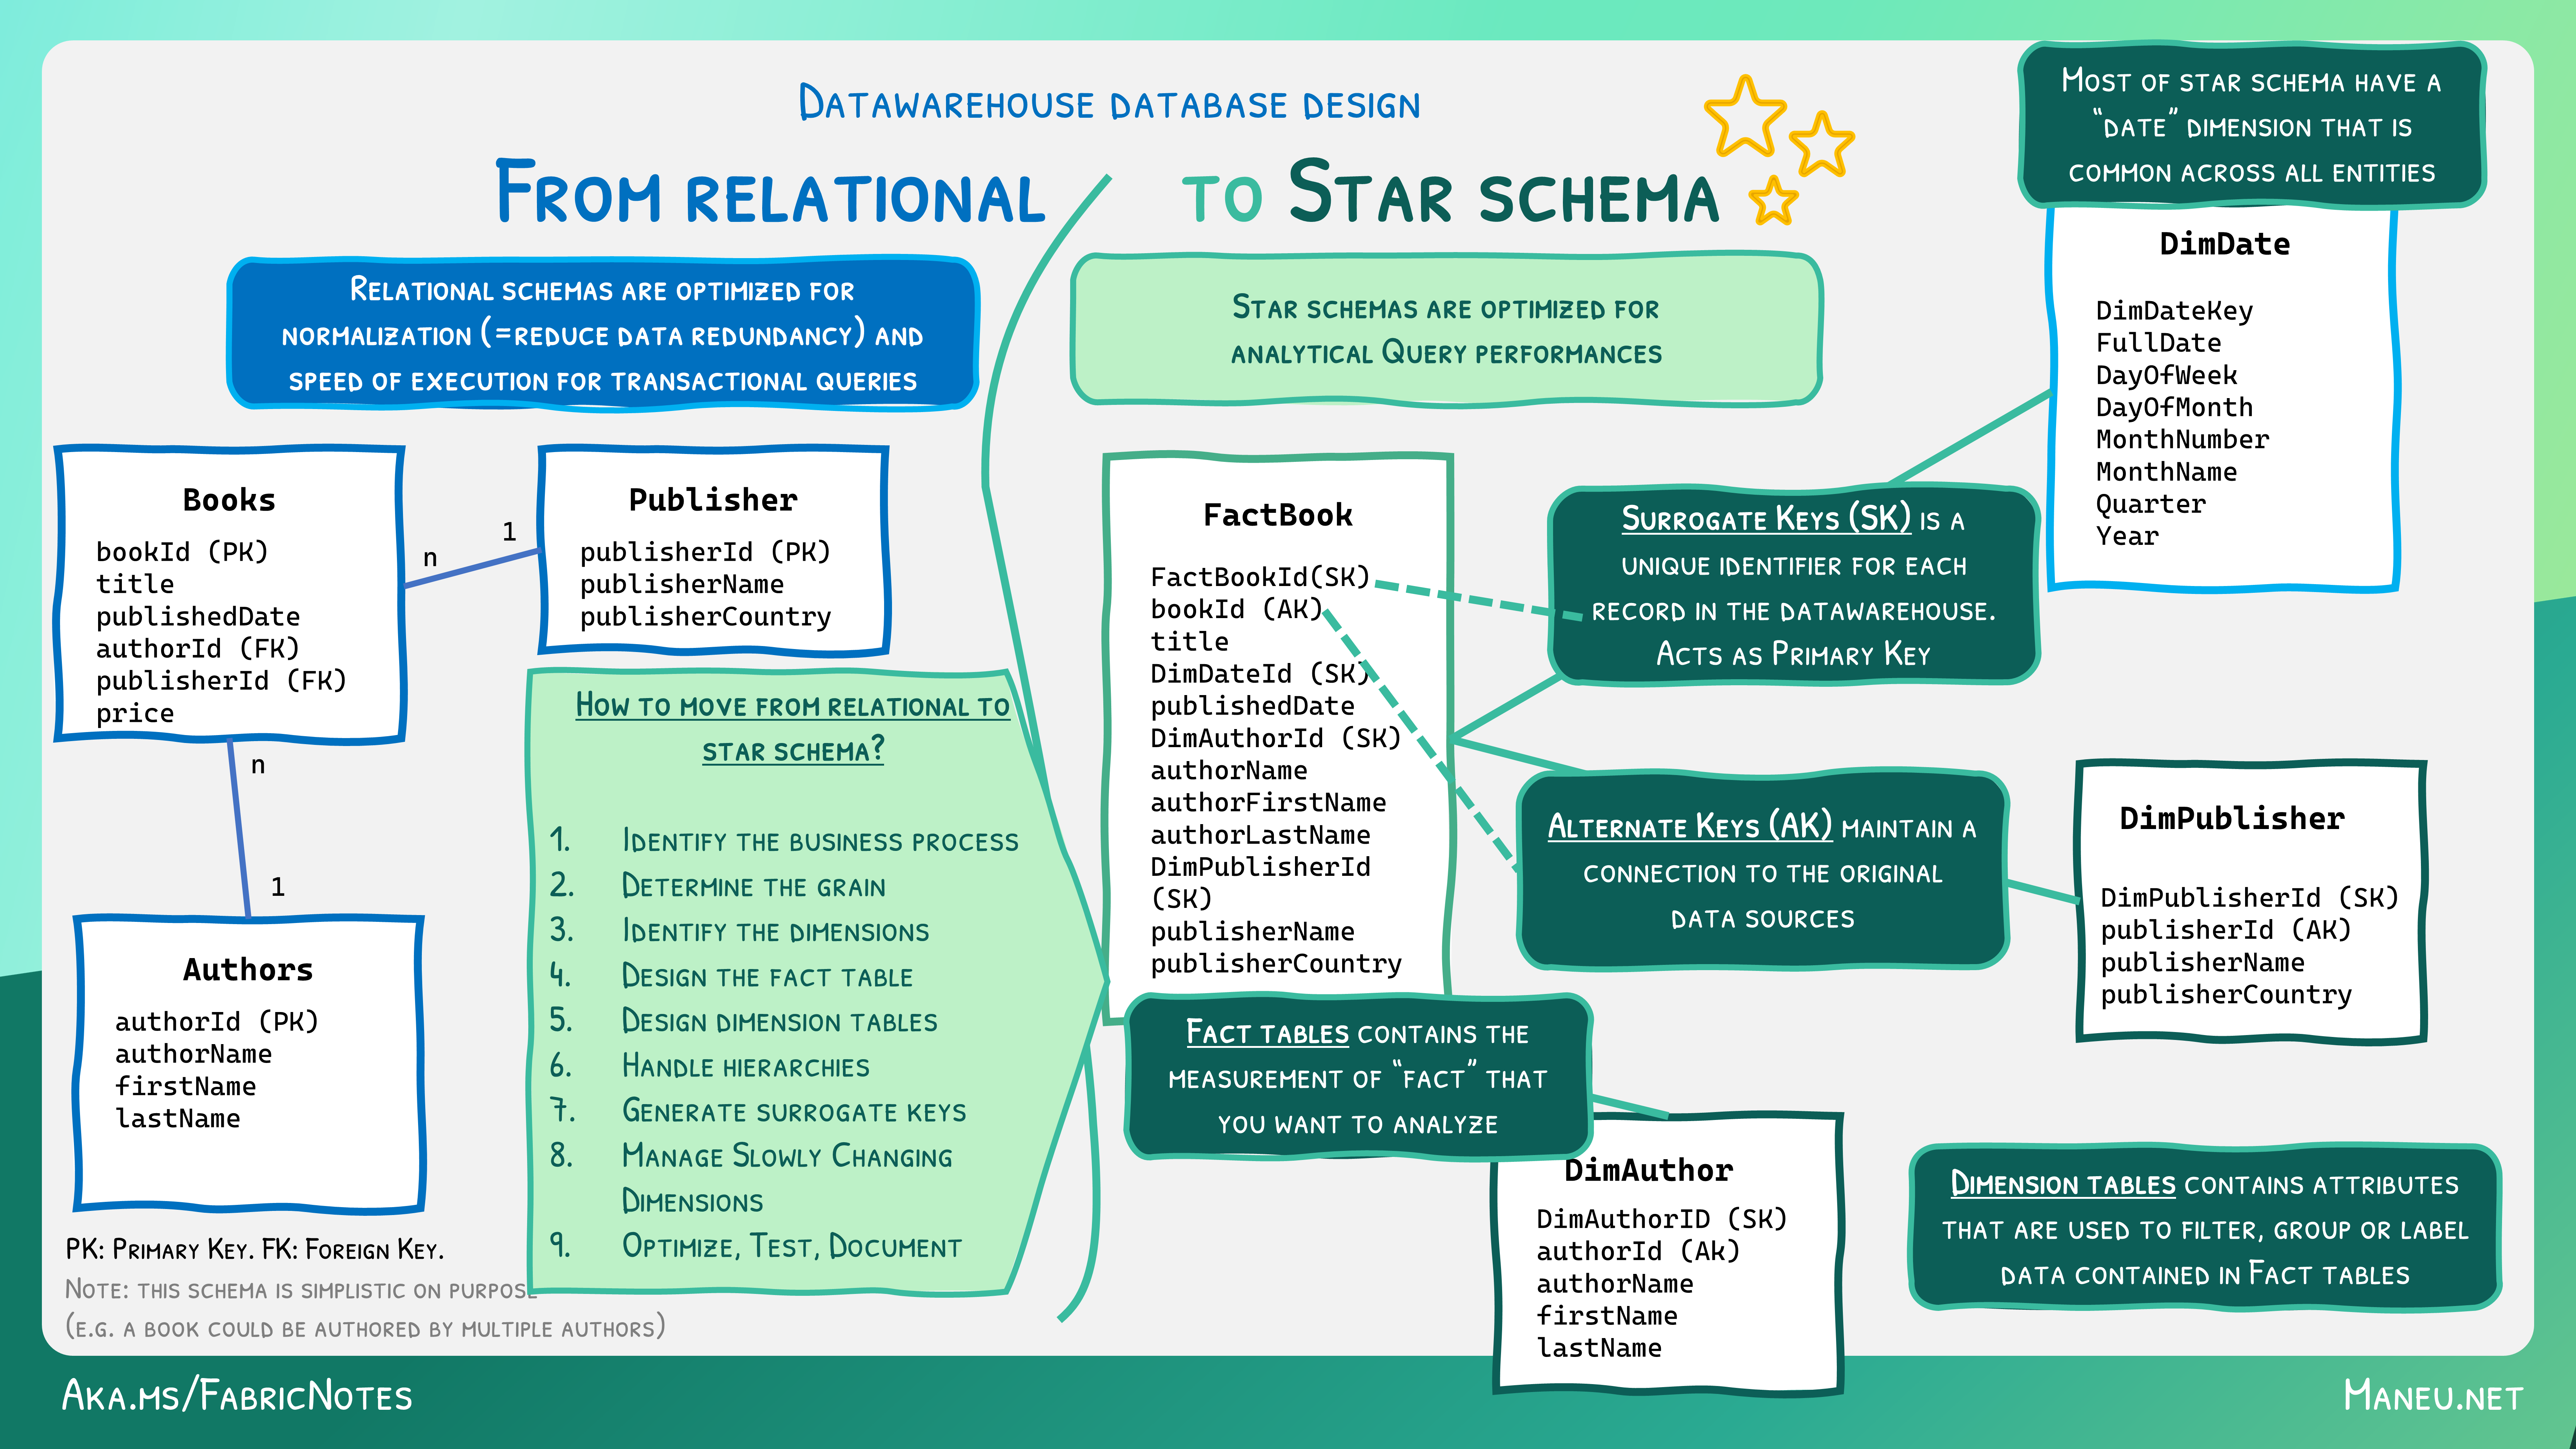 Datawarehouse database design
From relational to Star schema
Relational schemas are optimized for
normalization (=reduce data redundancy) and
speed of execution for transactional queries
Star schemas are optimized for
analytical Query performances
Most of star schema have a
“date” dimension that is
common across all entities
Books
bookId (PK)
title
publishedDate
authorId (FK)
publisherId (FK)
price
n
1
Publisher
publisherId (PK)
publisherName
publisherCountry
n
1
Authors
authorId (PK)
authorName
firstName
lastName
PK: Primary Key. FK: Foreign Key.
Note: this schema is simplistic on purpose
(e.g. a book could be authored by multiple authors)
How to move from relational to
star schema?
1. Identify the business process
2. Determine the grain
3. Identify the dimensions
4. Design the fact table
5. Design dimension tables
6. Handle hierarchies
7. Generate surrogate keys
8. Manage Slowly Changing
Dimensions
9. Optimize, Test, Document
FactBook
FactBookId(SK)
bookId (AK)
title
DimDateId (SK)
publishedDate
DimAuthorId (SK)
authorName
authorFirstName
authorLastName
DimPublisherId
(SK)
publisherName
publisherCountry
Fact tables contains the
measurement of “fact” that
you want to analyze
Surrogate Keys (SK) is a
unique identifier for each
record in the datawarehouse.
Acts as Primary Key
Alternate Keys (AK) maintain a
connection to the original
data sources
DimDate
DimDateKey
FullDate
DayOfWeek
DayOfMonth
MonthNumber
MonthName
Quarter
Year
DimPublisher
DimPublisherId (SK)
publisherId (AK)
publisherName
publisherCountry
DimAuthor
DimAuthorID (SK)
authorId (Ak)
authorName
firstName
lastName
Dimension tables contains attributes
that are used to filter, group or label
data contained in Fact tables
Aka.ms/FabricNotes
Maneu.net